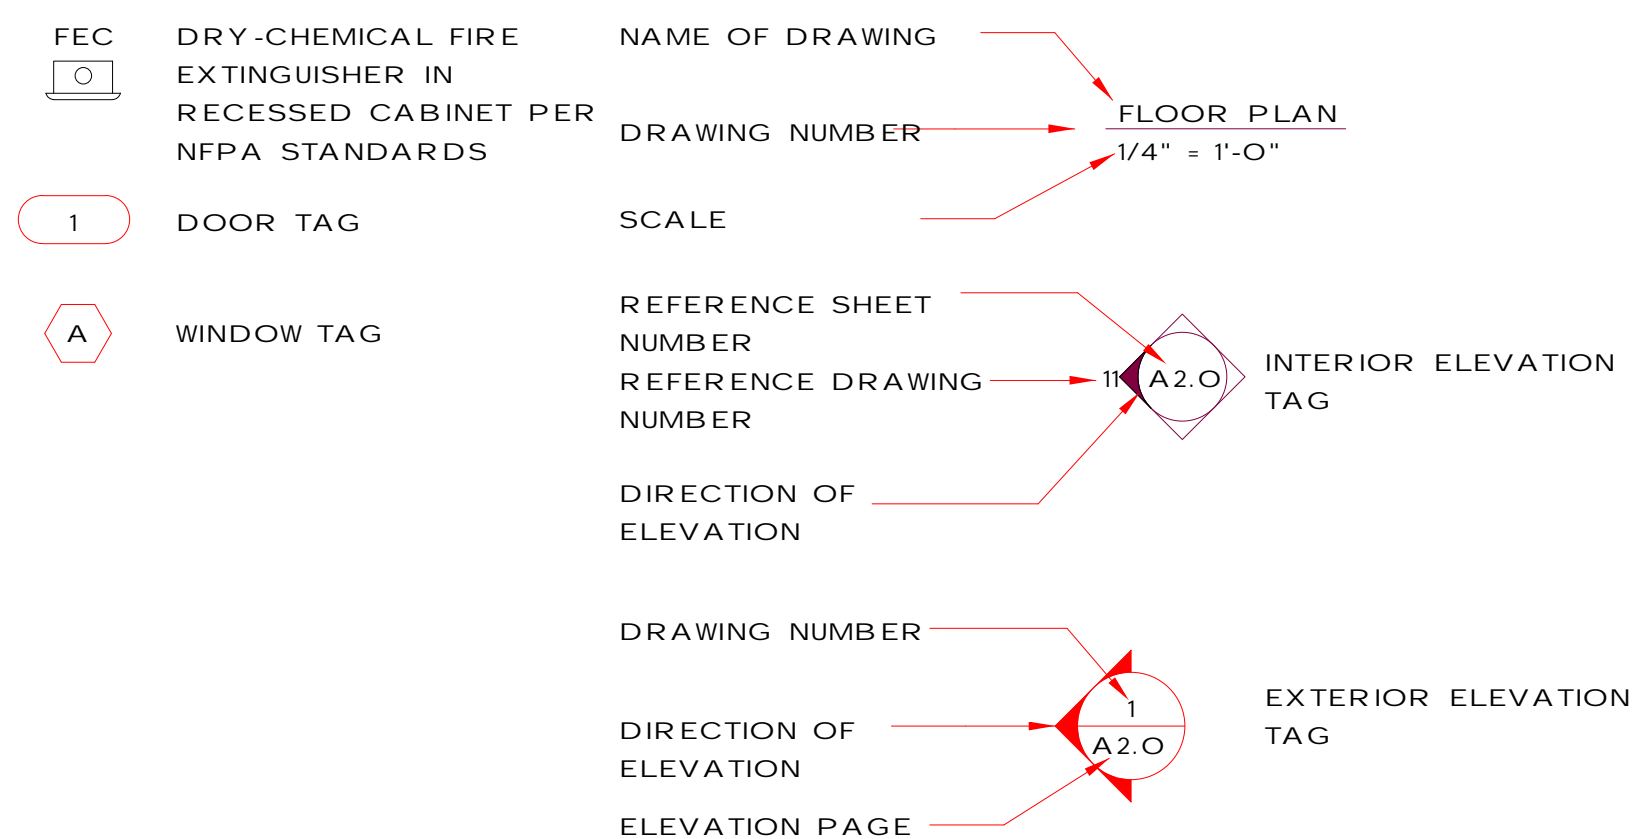 FEC
DRY-CHEMICAL FIRE
EXTINGUISHER IN
RECESSED CABINET PER
NFPA STANDARDS
1
DOOR TAG
A
WINDOW TAG
NAME OF DRAWING
DRAWING NUMBER
SCALE
FLOOR PLAN
1/4" = 1'-0"
REFERENCE SHEET
NUMBER
REFERENCE DRAWING
NUMBER
DIRECTION OF
ELEVATION
11
A2.0
INTERIOR ELEVATION
TAG
DRAWING NUMBER
DIRECTION OF
ELEVATION
ELEVATION PAGE
1
A2.0
EXTERIOR ELEVATION
TAG